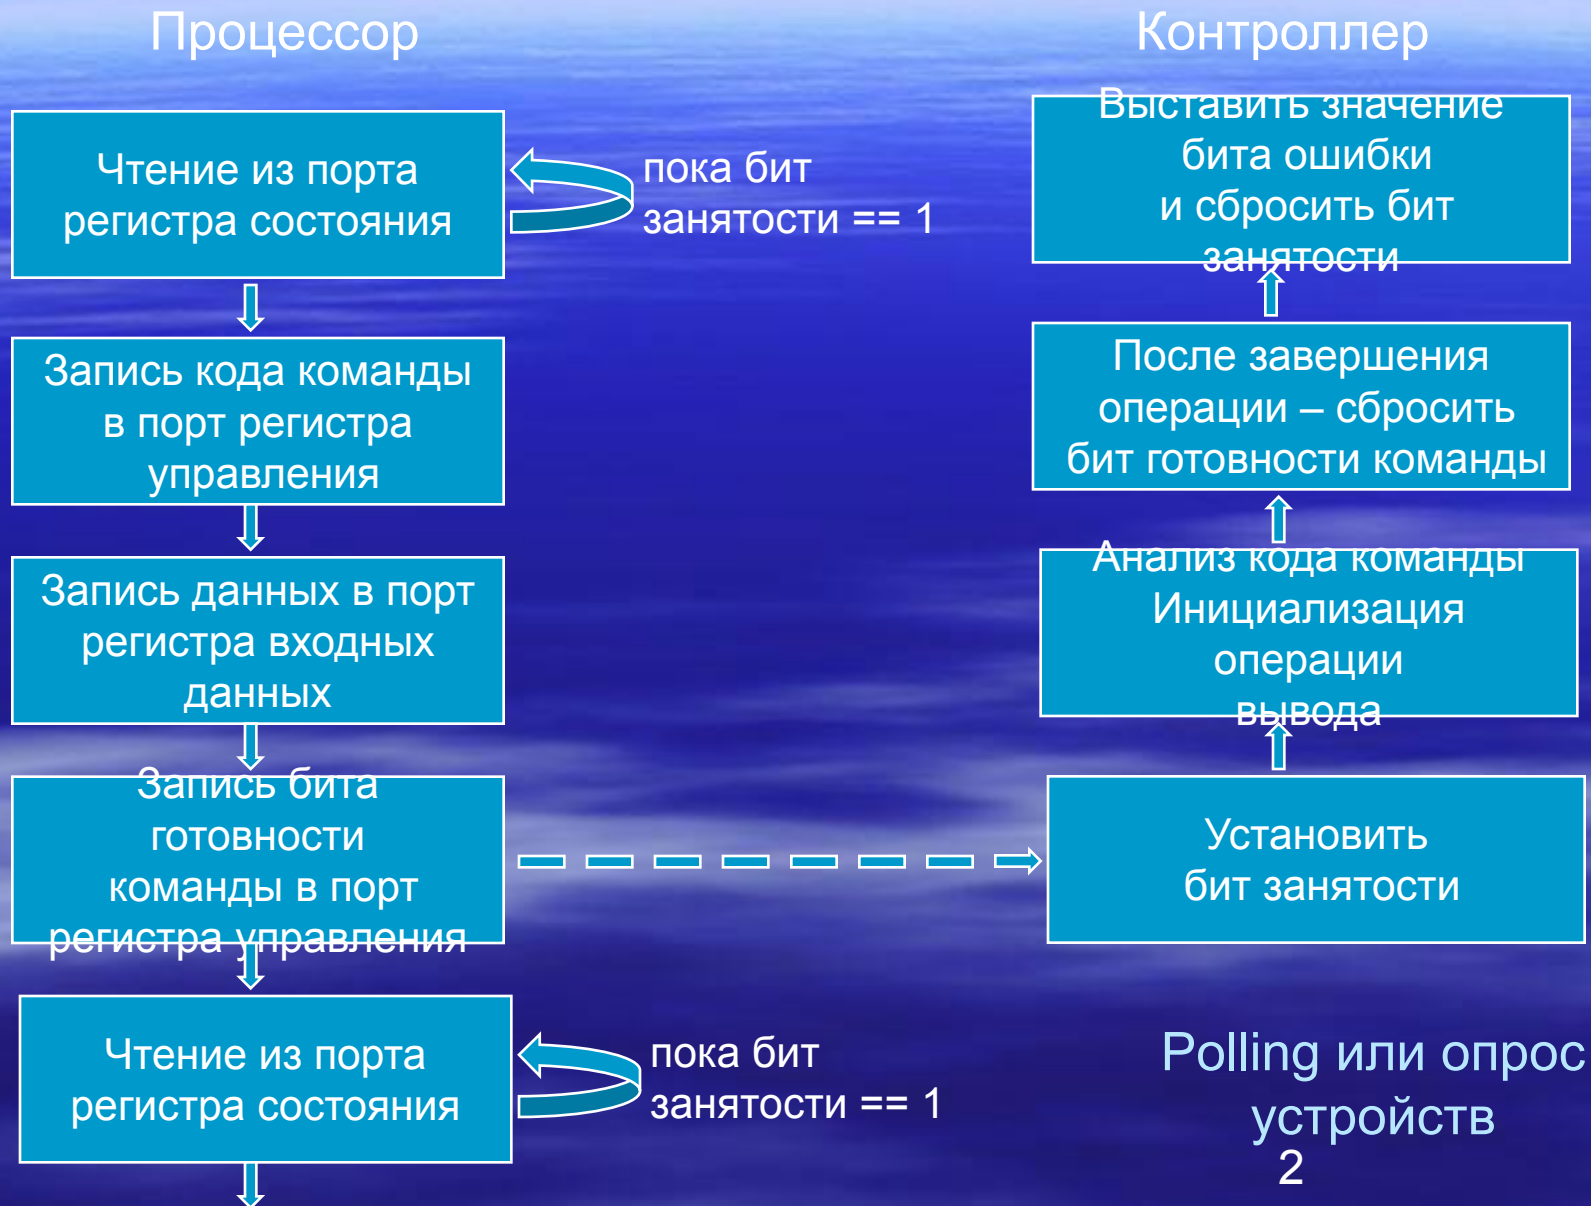 Процессор
Контроллер
Чтение из порта
регистра состояния
пока бит
занятости == 1
Запись кода команды
в порт регистра
управления
Запись данных в порт
регистра входных
данных
Запись бита
готовности
команды в порт
регистра управления
Чтение из порта
регистра состояния
пока бит
занятости == 1
Выставить значение
бита ошибки
и сбросить бит
занятости
После завершения
операции – сбросить
бит готовности команды
Анализ кода команды
Инициализация
операции
вывода
Установить
бит занятости
Polling или опрос
устройств
2